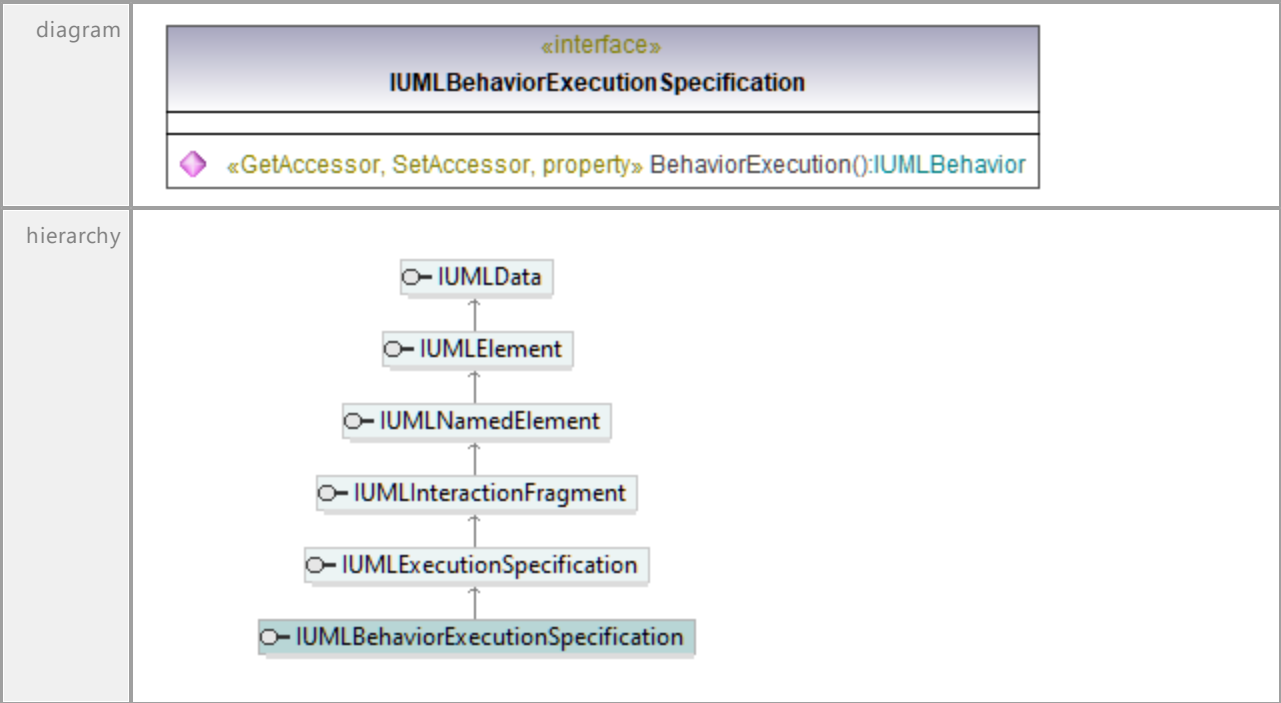 diagram
«interface»
IUMLBehaviorExecutionSpecification
«GetAccessor, SetAccessor, property» BehaviorExecution():IUMLBehavior
hierarchy
IUMLData
IUMLElement
IUMLNamedElement
IUMLInteractionFragment
IUMLExecutionSpecification
IUMLBehaviorExecutionSpecification